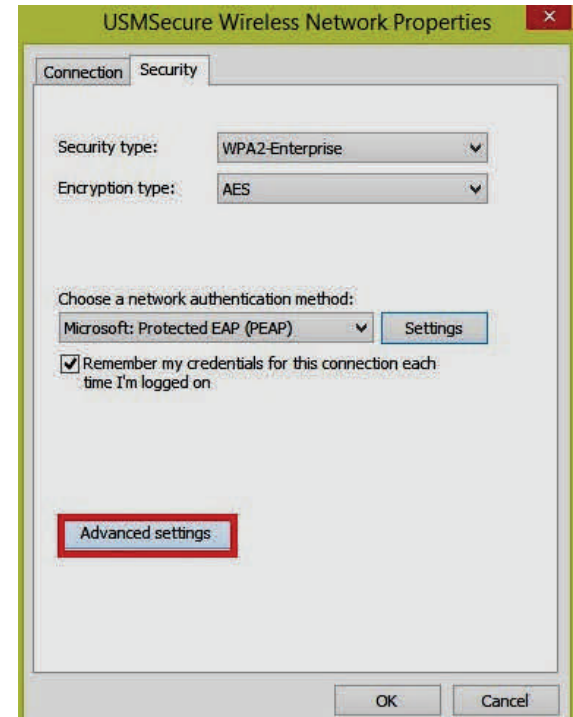 USMSecure Wireless Network Properties
Connection Security
Security type: WPA2-Enterprise
Encryption type: AES
Choose a network authentication method:
Microsoft: Protected EAP (PEAP) Settings
Remember my credentials for this connection each
time I'm logged on
Advanced settings
OK Cancel